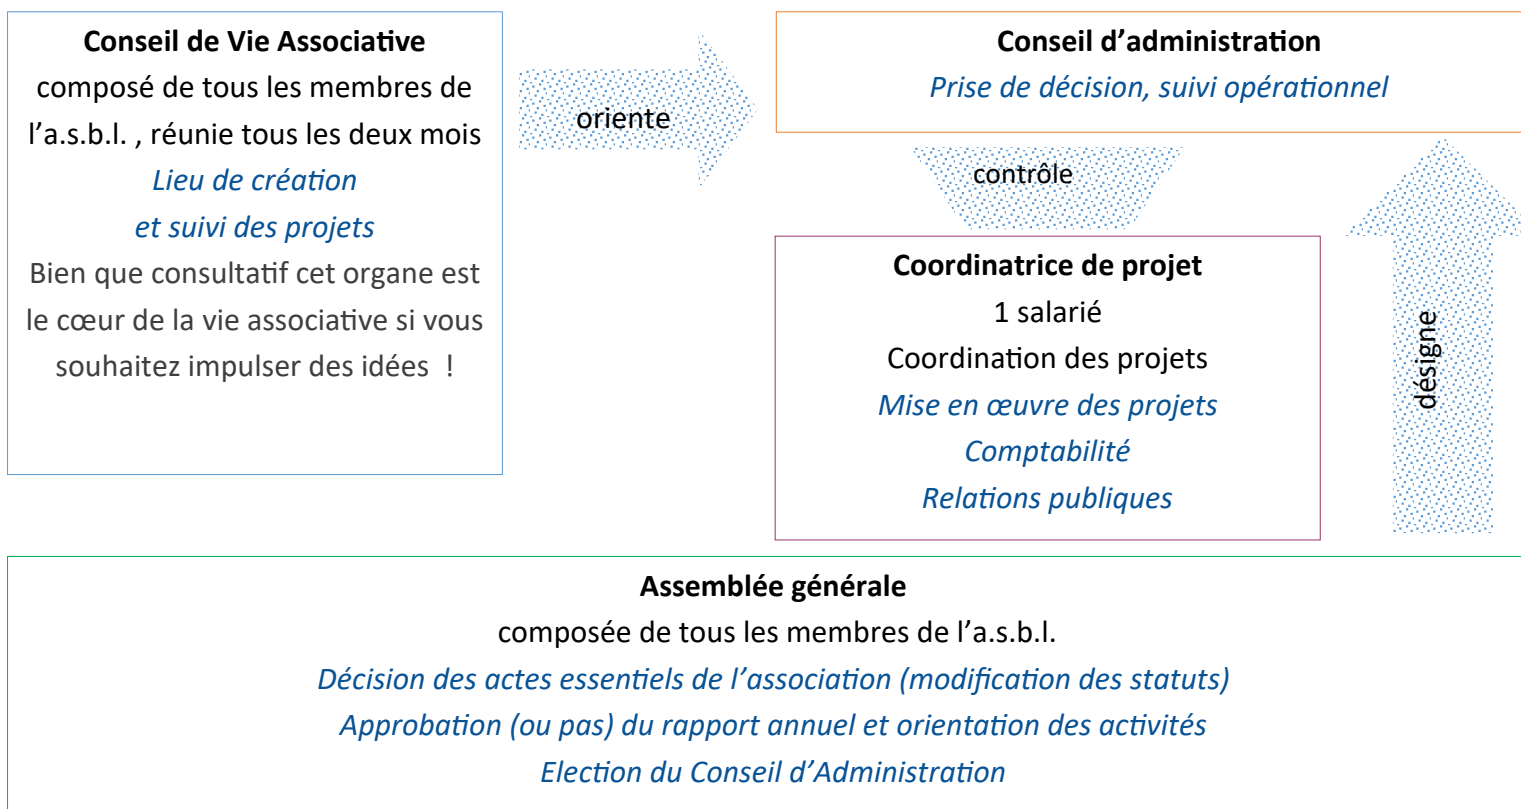 Conseil de Vie Associative
composé de tous les membres de
l’a.s.b.l. , réunie tous les deux mois
Lieu de création
et suivi des projets
Bien que consultatif cet organe est
le cœur de la vie associative si vous
souhaitez impulser des idées  !
oriente
Conseil d’administration
Prise de décision, suivi opérationnel
contrôle
Coordinatrice de projet
1 salarié
Coordination des projets
Mise en œuvre des projets
Comptabilité
Relations publiques
désigne
Assemblée générale
composée de tous les membres de l’a.s.b.l.
Décision des actes essentiels de l’association (modification des statuts)
Approbation (ou pas) du rapport annuel et orientation des activités
Election du Conseil d’Administration